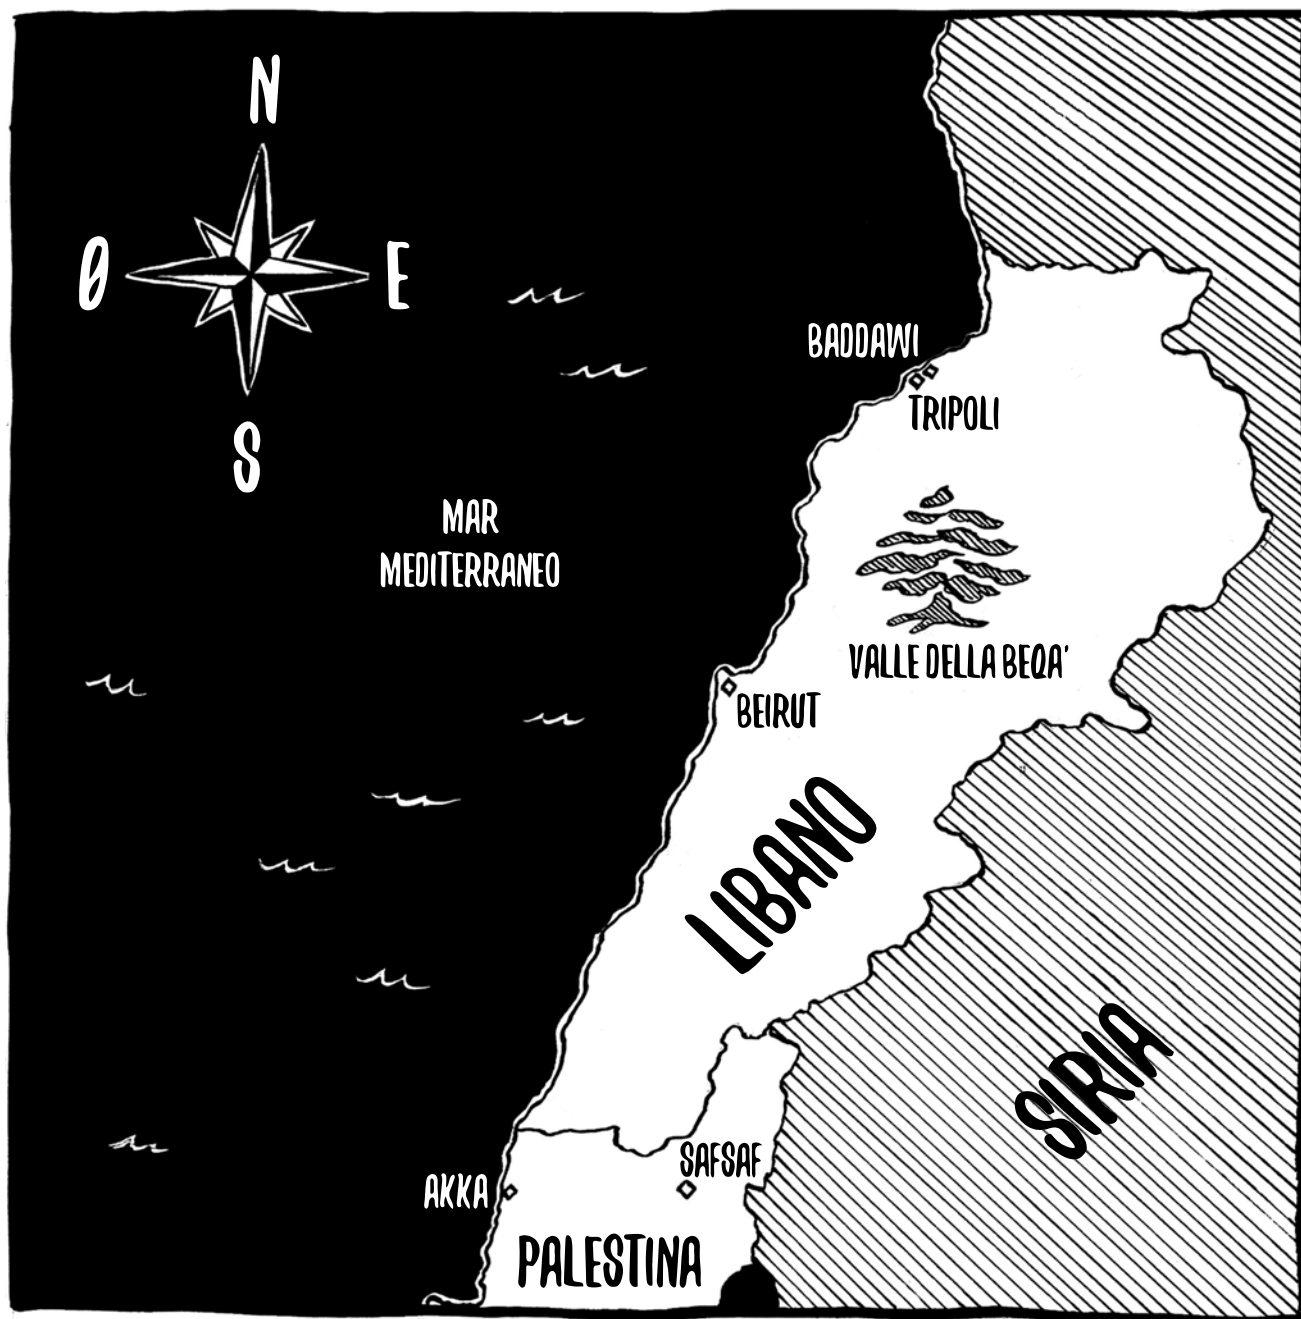 N
O
E
S
BADDAWI
TRIPOLI
MAR
MEDITERRANEO
VALLE DELLA BEQA'
BEIRUT
LIBANO
SIRIA
SAFSAF
AKKA
PALESTINA